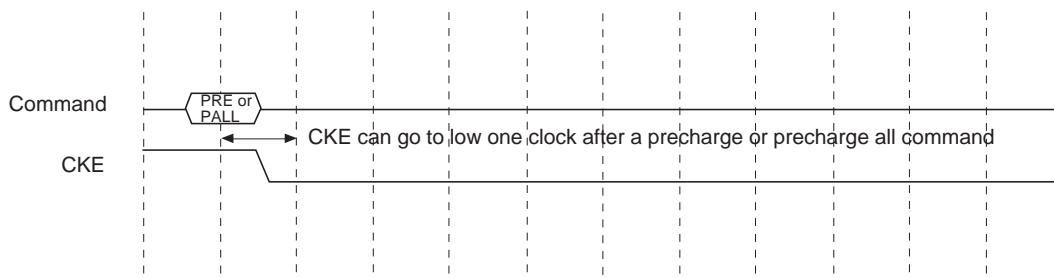 Command
PRE or
PALL
CKE can go to low one clock after a precharge or precharge all command
CKE